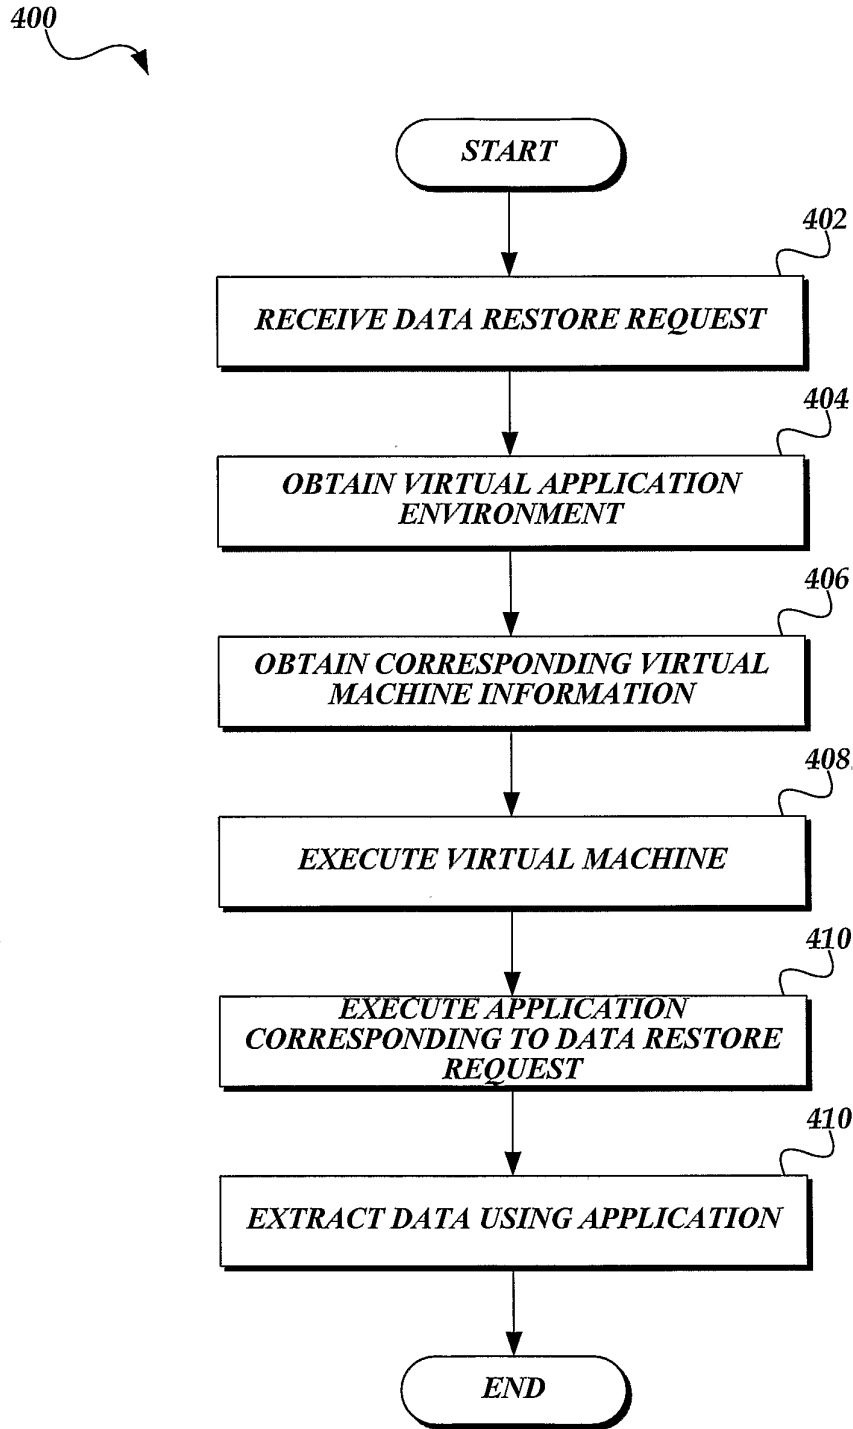 400
START
402
RECEIVE DATA RESTORE REQUEST
404
OBTAIN VIRTUAL APPLICATION
ENVIRONMENT
406
OBTAIN CORRESPONDING VIRTUAL
MACHINE INFORMATION
408
EXECUTE VIRTUAL MACHINE
410
EXECUTE APPLICATION
CORRESPONDING TO DATA RESTORE
REQUEST
410
EXTRACT DATA USING APPLICATION
END